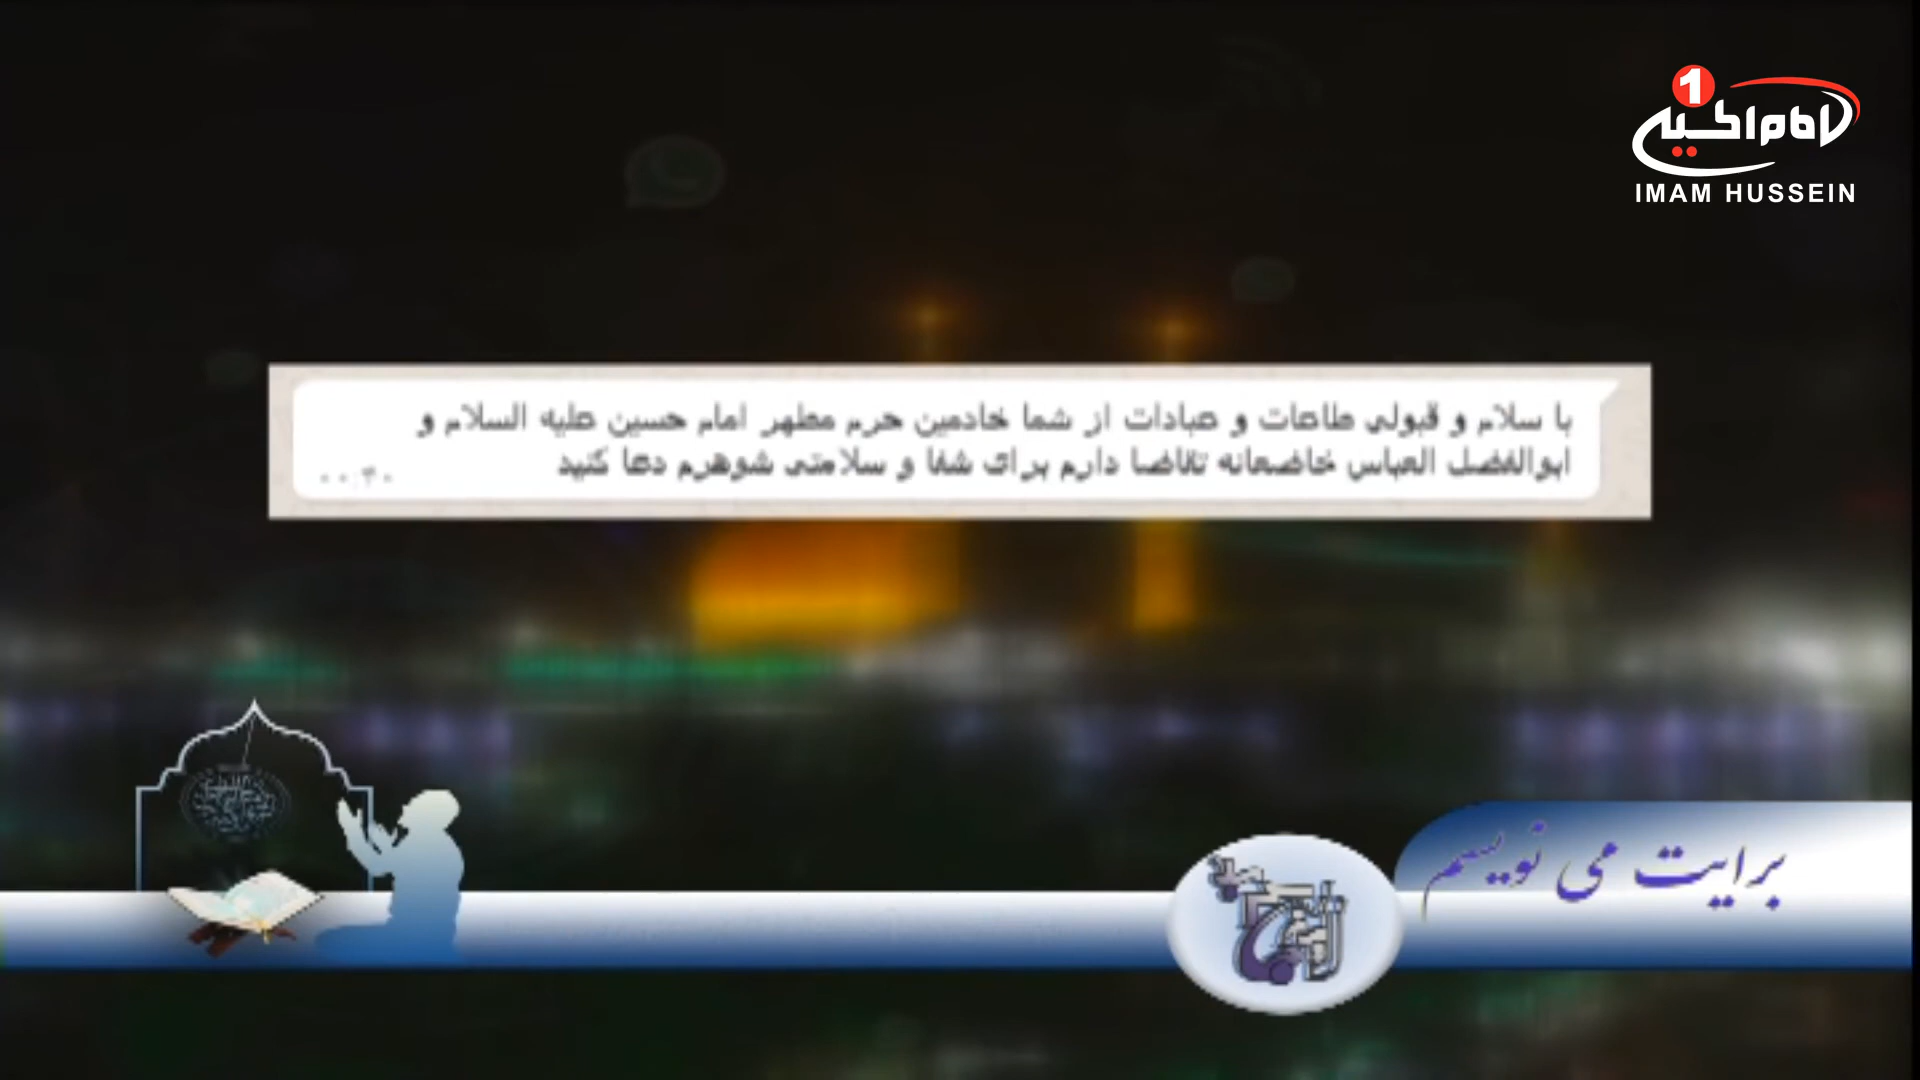 امام الحسین
1
IMAM HUSSEIN
با سلام و قبولی طاعات و عبادات از شما خادمین حرم مطهر امام حسین علیه السلام و
ابوالفضل العباس خاضعانه تقاضا دارم برای شفا و سلامتی شوهرم دعا کنید
برایت می نویسم